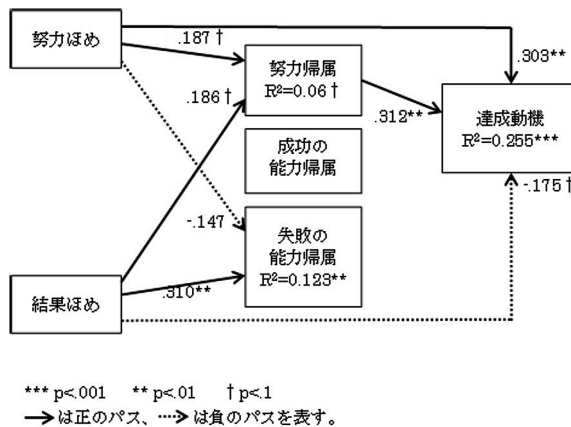 努力ほめ
.187†
.303**
努力帰属
R²=0.06†
.186†
.312**
達成動機
R²=0.255***
成功の
能力帰属
-.175†
-.147
失敗の
能力帰属
R²=0.123**
結果ほめ
.310**
*** p<.001 ** p<.01 † p<.1
→は正のパス、┈>は負のパスを表す。